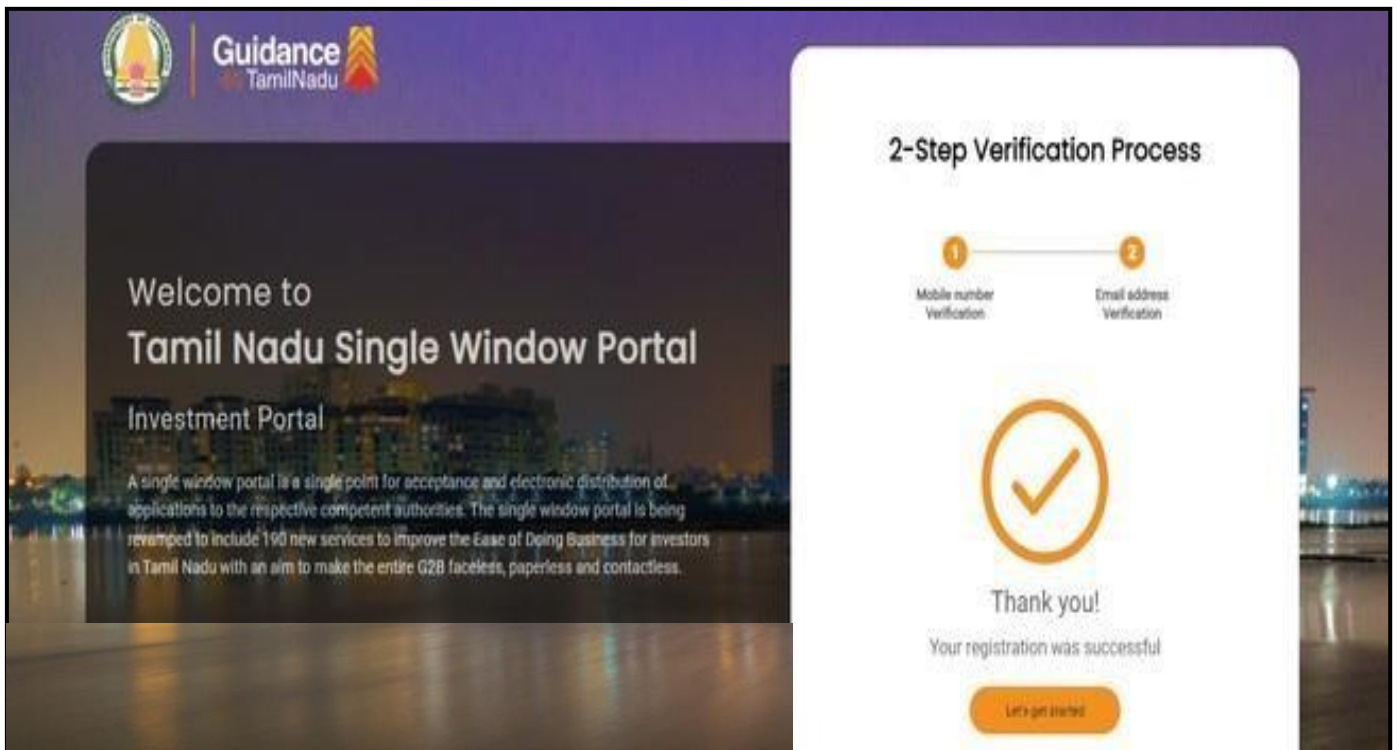 Guidance
TamilNadu
Welcome to
Tamil Nadu Single Window Portal
Investment Portal
A single window portal is a single point for acceptance and electronic distribution of
applications to the respective competent authorities. The single window portal is being
revamped to include 190 new services to improve the Ease of Doing Business for investors
in Tamil Nadu with an aim to make the entire G2B faceless, paperless and contactless.
2-Step Verification Process
1
2
Mobile number
Verification
Email address
Verification
Thank you!
Your registration was successful
Let's get started